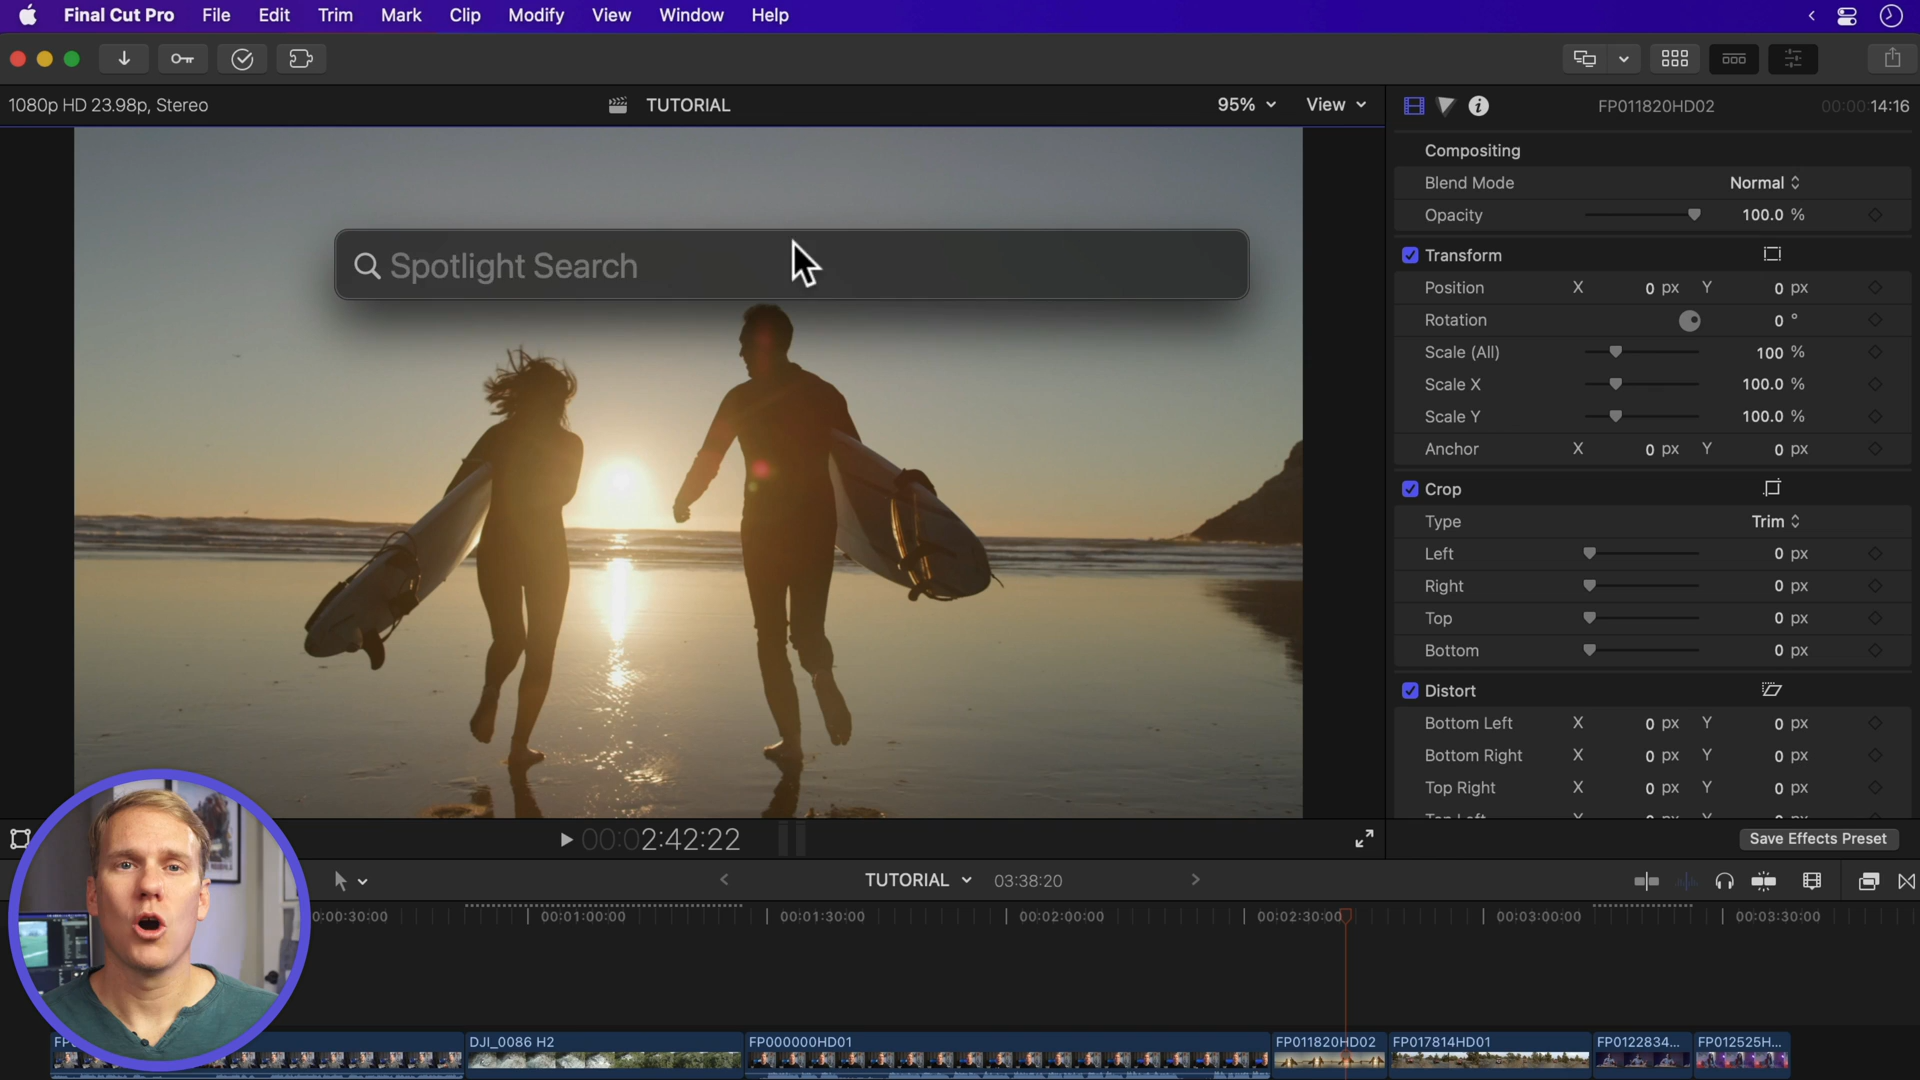 Final Cut Pro File Edit Trim Mark Clip Modify View Window Help
1080p HD 23.98p, Stereo
TUTORIAL
95%
View
FP011820HD02
00:00:14:16
Spotlight Search
Compositing
Blend Mode Normal
Opacity 100.0 %
Transform
Position X 0 px Y 0 px
Rotation 0 °
Scale (All) 100 %
Scale X 100.0 %
Scale Y 100.0 %
Anchor X 0 px Y 0 px
Crop
Type Trim
Left 0 px
Right 0 px
Top 0 px
Bottom 0 px
Distort
Bottom Left X 0 px Y 0 px
Bottom Right X 0 px Y 0 px
Top Right X 0 px Y 0 px
Save Effects Preset
00:02:42:22
TUTORIAL
03:38:20
0:00:30:00
00:01:00:00
00:01:30:00
00:02:00:00
00:02:30:00
00:03:00:00
00:03:30:00
DJI_0086 H2
FP000000HD01
FP011820HD02
FP017814HD01
FP0122834...
FP012525H...